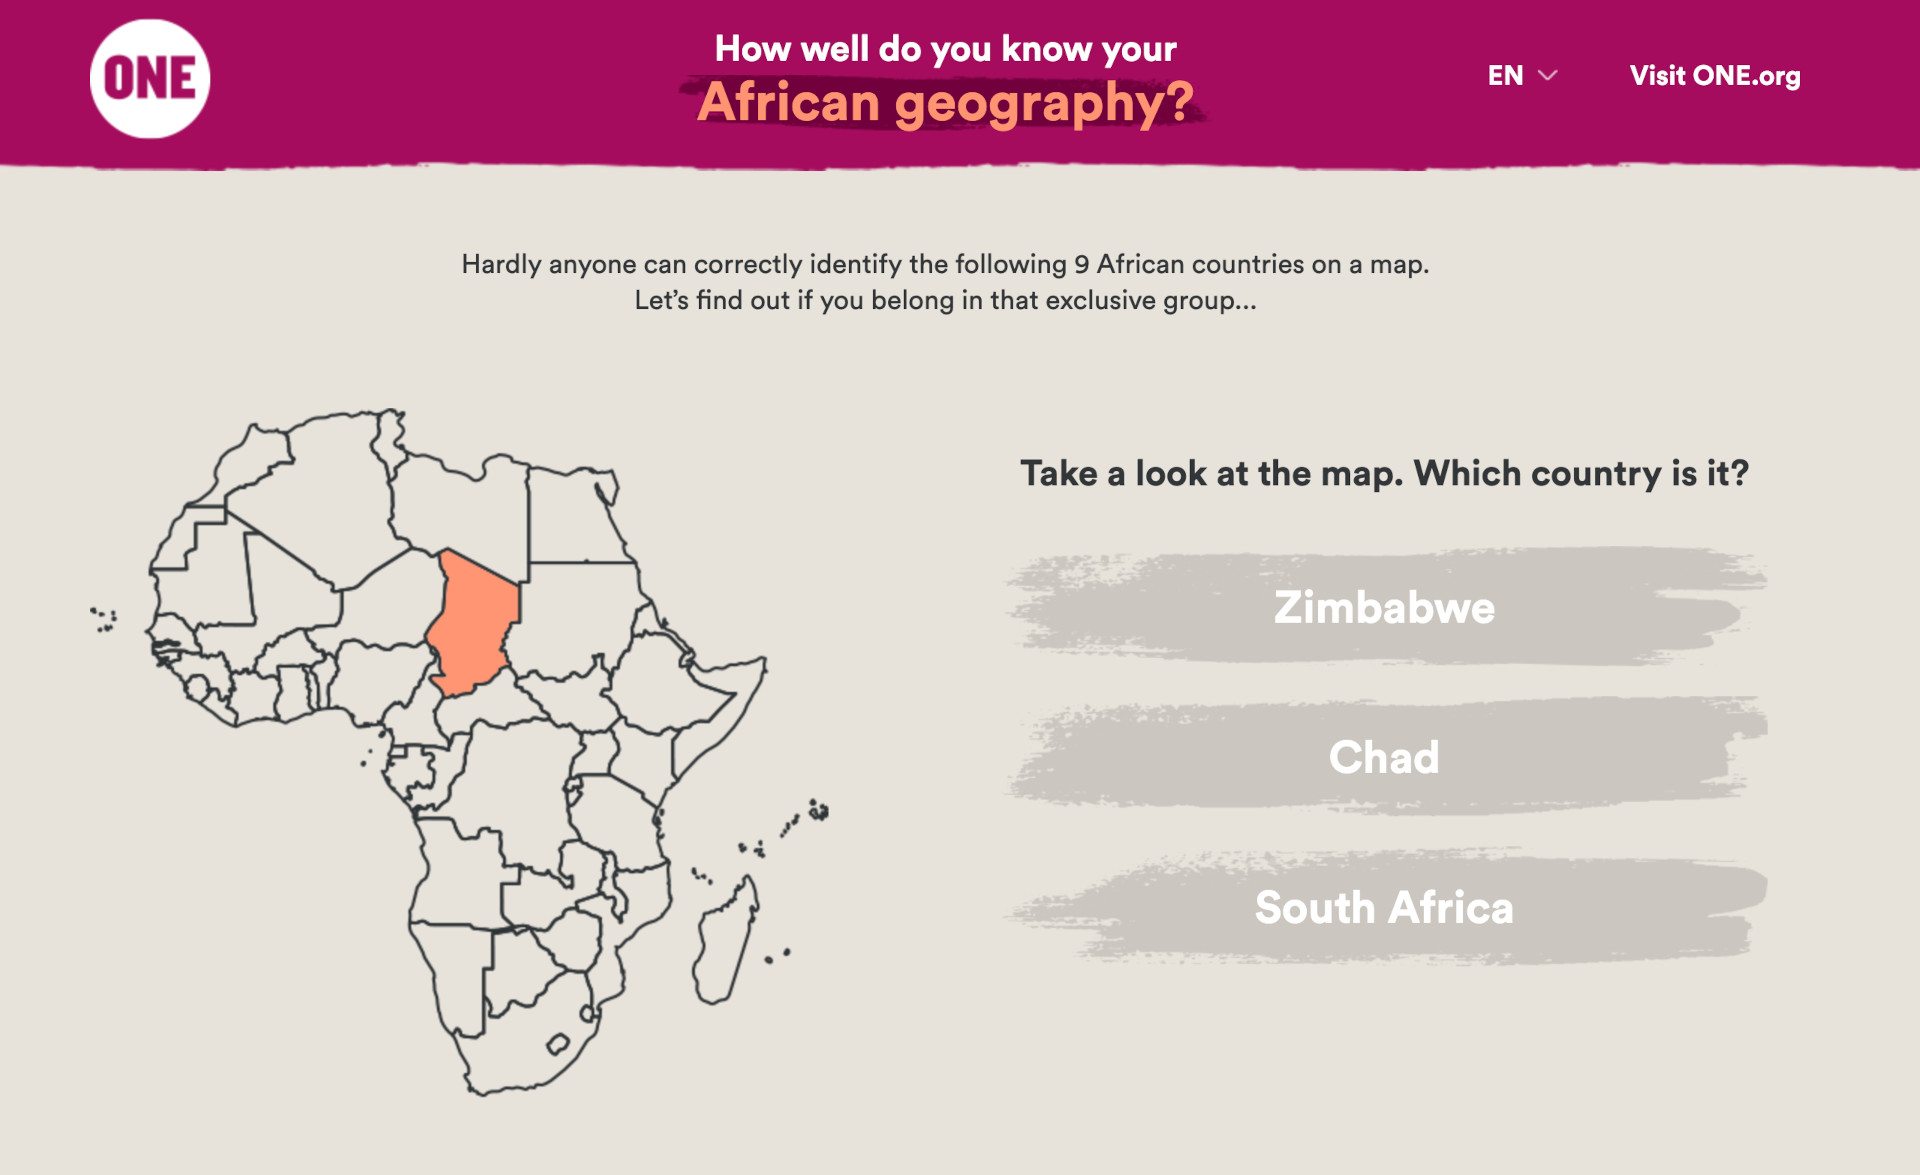 ONE
How well do you know your
African geography?
EN
Visit ONE.org
Hardly anyone can correctly identify the following 9 African countries on a map.
Let's find out if you belong in that exclusive group...
Take a look at the map. Which country is it?
Zimbabwe
Chad
South Africa